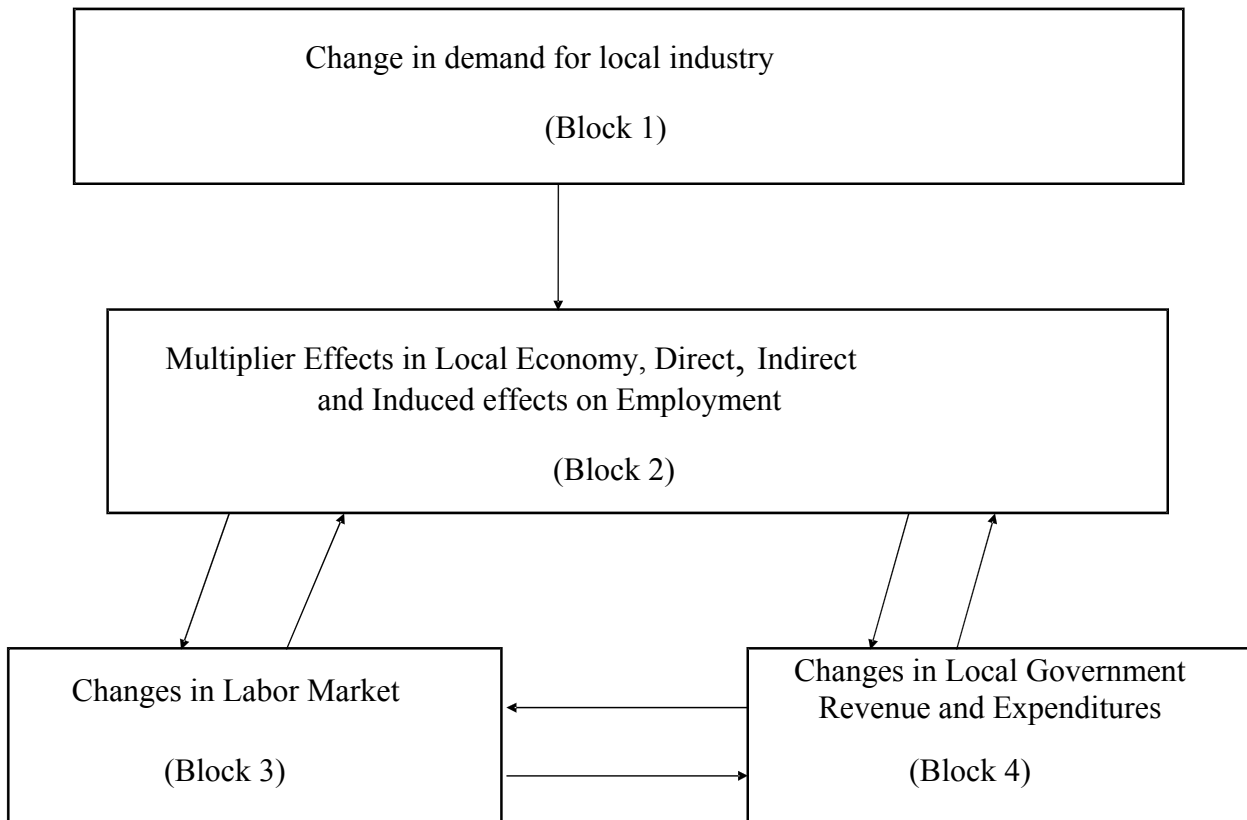 Change in demand for local industry
(Block 1)
Multiplier Effects in Local Economy, Direct, Indirect
and Induced effects on Employment
(Block 2)
Changes in Labor Market
(Block 3)
Changes in Local Government
Revenue and Expenditures
(Block 4)